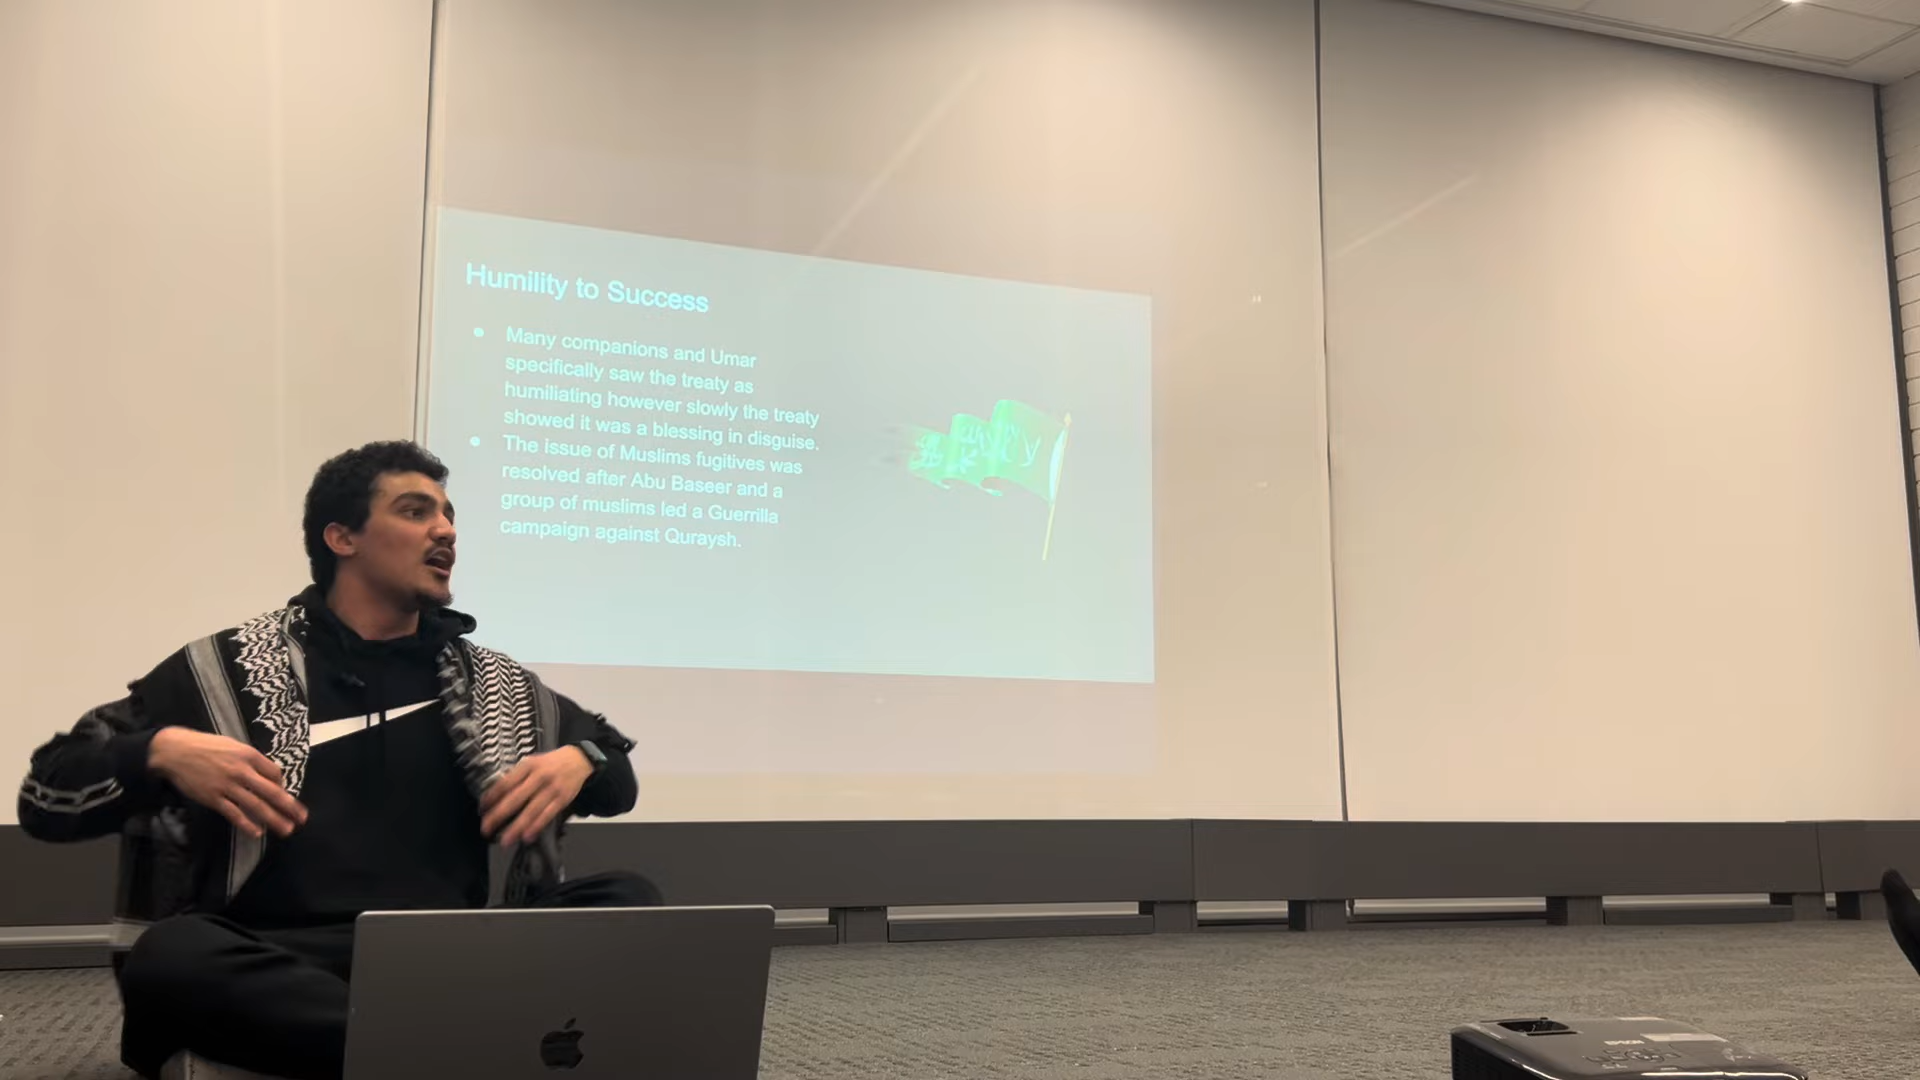 Humility to Success
● Many companions and Umar
specifically saw the treaty as
humiliating however slowly the treaty
showed it was a blessing in disguise.
● The issue of Muslims fugitives was
resolved after Abu Baseer and a
group of muslims led a Guerrilla
campaign against Quraysh.
EPSON